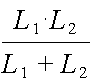 L₁·L₂
L₁ + L₂